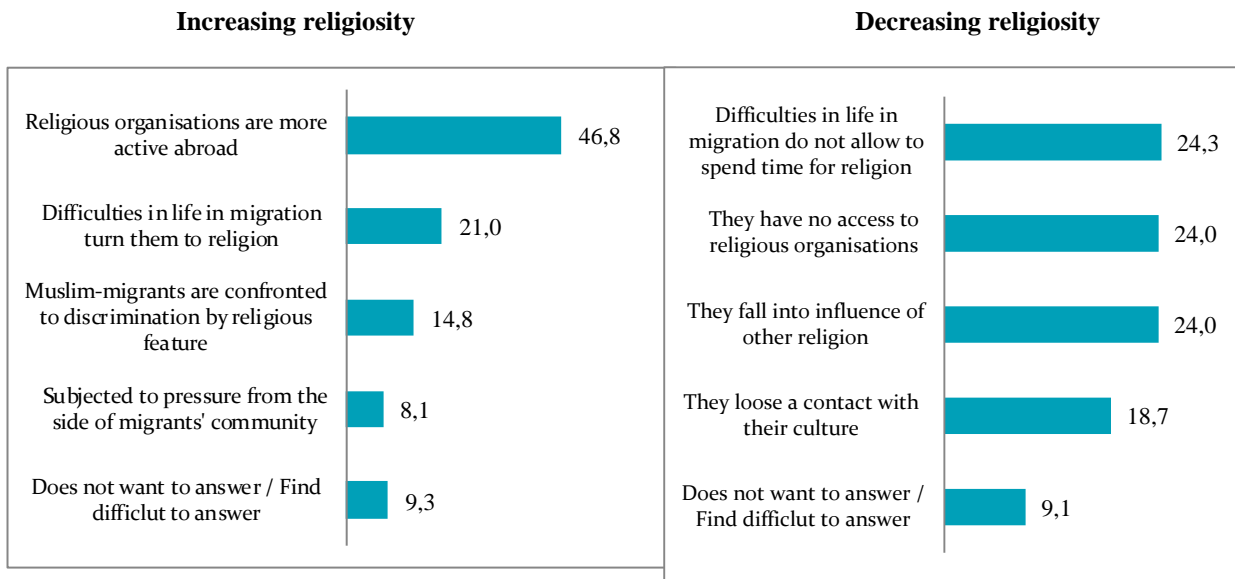 Increasing religiosity
Religious organisations are more
active abroad
46,8
Difficulties in life in migration
turn them to religion
21,0
Muslim-migrants are confronted
to discrimination by religious
feature
14,8
Subjected to pressure from the
side of migrants' community
8,1
Does not want to answer / Find
difficlut to answer
9,3
Decreasing religiosity
Difficulties in life in
migration do not allow to
spend time for religion
24,3
They have no access to
religious organisations
24,0
They fall into influence of
other religion
24,0
They loose a contact with
their culture
18,7
Does not want to answer /
Find difficlut to answer
9,1